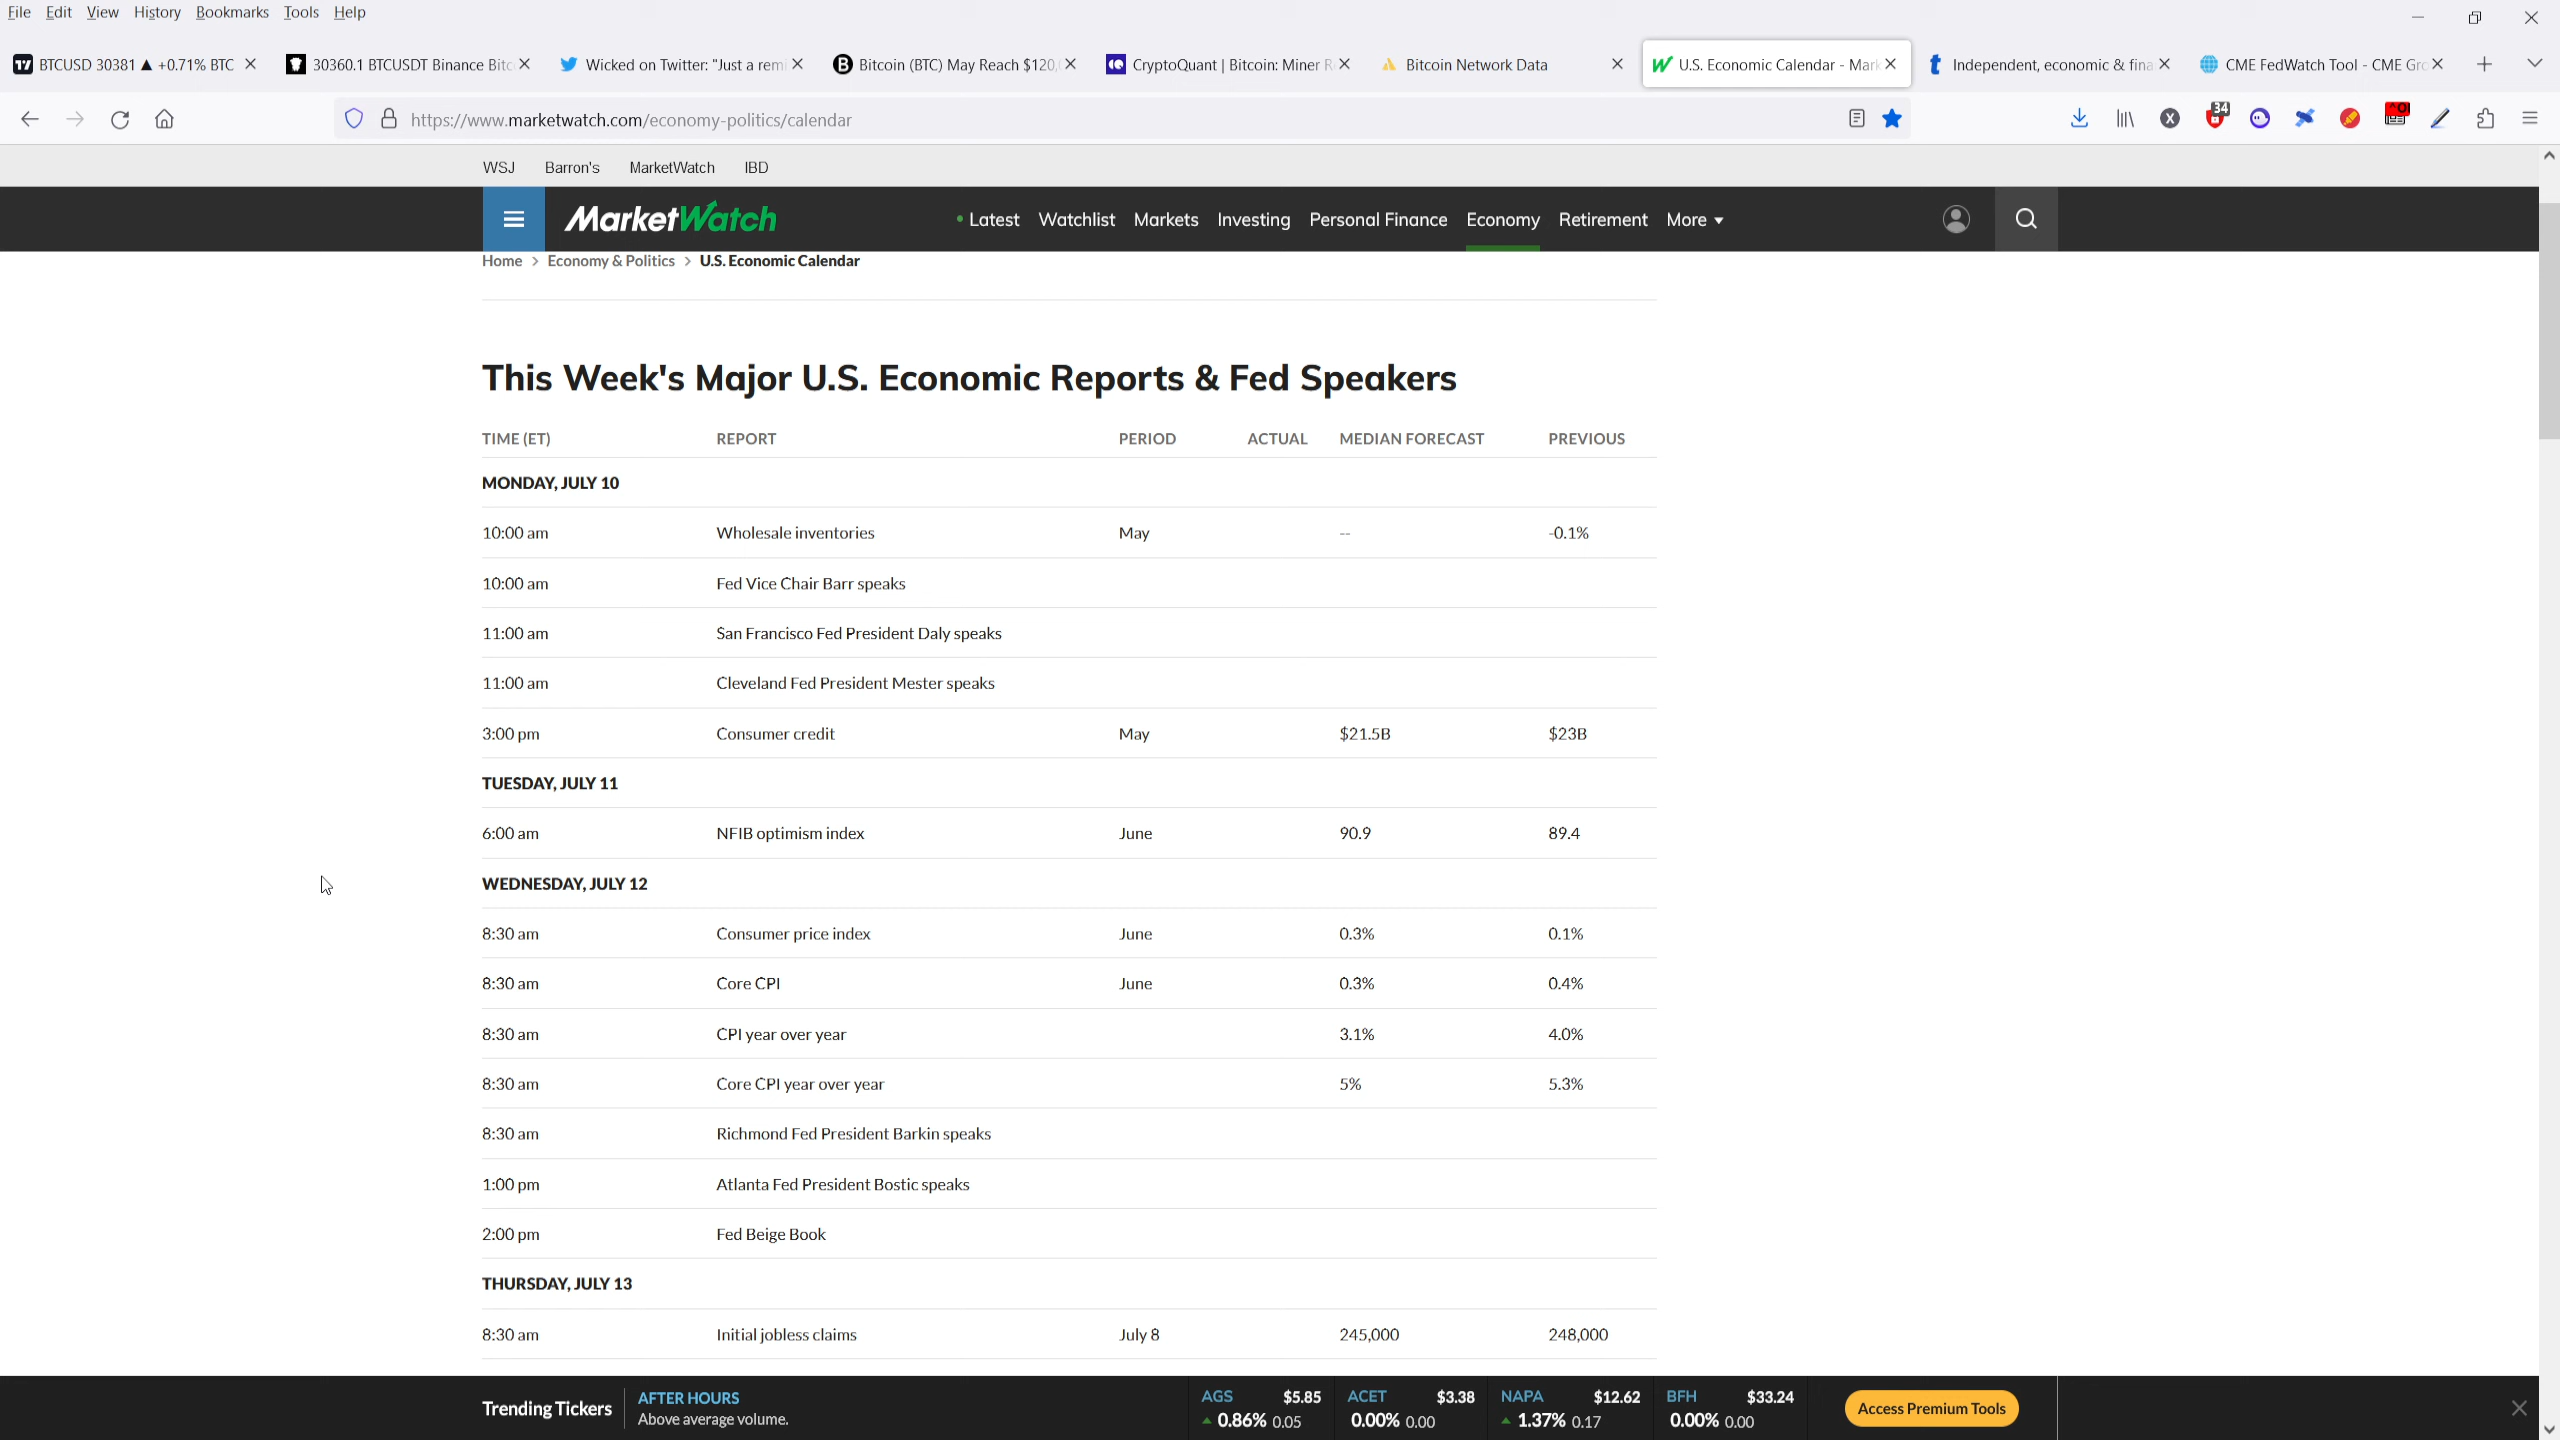 File Edit View History Bookmarks Tools Help
BTCUSD 30381 ▲ +0.71% BTC
30360.1 BTCUSDT Binance Bitc
Wicked on Twitter: "Just a rem
Bitcoin (BTC) May Reach $120,
CryptoQuant | Bitcoin: Miner R
Bitcoin Network Data
U.S. Economic Calendar - Mark
Independent, economic & fina
CME FedWatch Tool - CME Gro
https://www.marketwatch.com/economy-politics/calendar
34
WSJ Barron's MarketWatch IBD
MarketWatch
• Latest Watchlist Markets Investing Personal Finance Economy Retirement More
Home > Economy & Politics > U.S. Economic Calendar
This Week's Major U.S. Economic Reports & Fed Speakers
TIME (ET) REPORT PERIOD ACTUAL MEDIAN FORECAST PREVIOUS
MONDAY, JULY 10
10:00 am Wholesale inventories May -- -0.1%
10:00 am Fed Vice Chair Barr speaks
11:00 am San Francisco Fed President Daly speaks
11:00 am Cleveland Fed President Mester speaks
3:00 pm Consumer credit May $21.5B $23B
TUESDAY, JULY 11
6:00 am NFIB optimism index June 90.9 89.4
WEDNESDAY, JULY 12
8:30 am Consumer price index June 0.3% 0.1%
8:30 am Core CPI June 0.3% 0.4%
8:30 am CPI year over year 3.1% 4.0%
8:30 am Core CPI year over year 5% 5.3%
8:30 am Richmond Fed President Barkin speaks
1:00 pm Atlanta Fed President Bostic speaks
2:00 pm Fed Beige Book
THURSDAY, JULY 13
8:30 am Initial jobless claims July 8 245,000 248,000
Trending Tickers
AFTER HOURS
Above average volume.
AGS $5.85
0.86% 0.05
ACET $3.38
0.00% 0.00
NAPA $12.62
1.37% 0.17
BFH $33.24
0.00% 0.00
Access Premium Tools